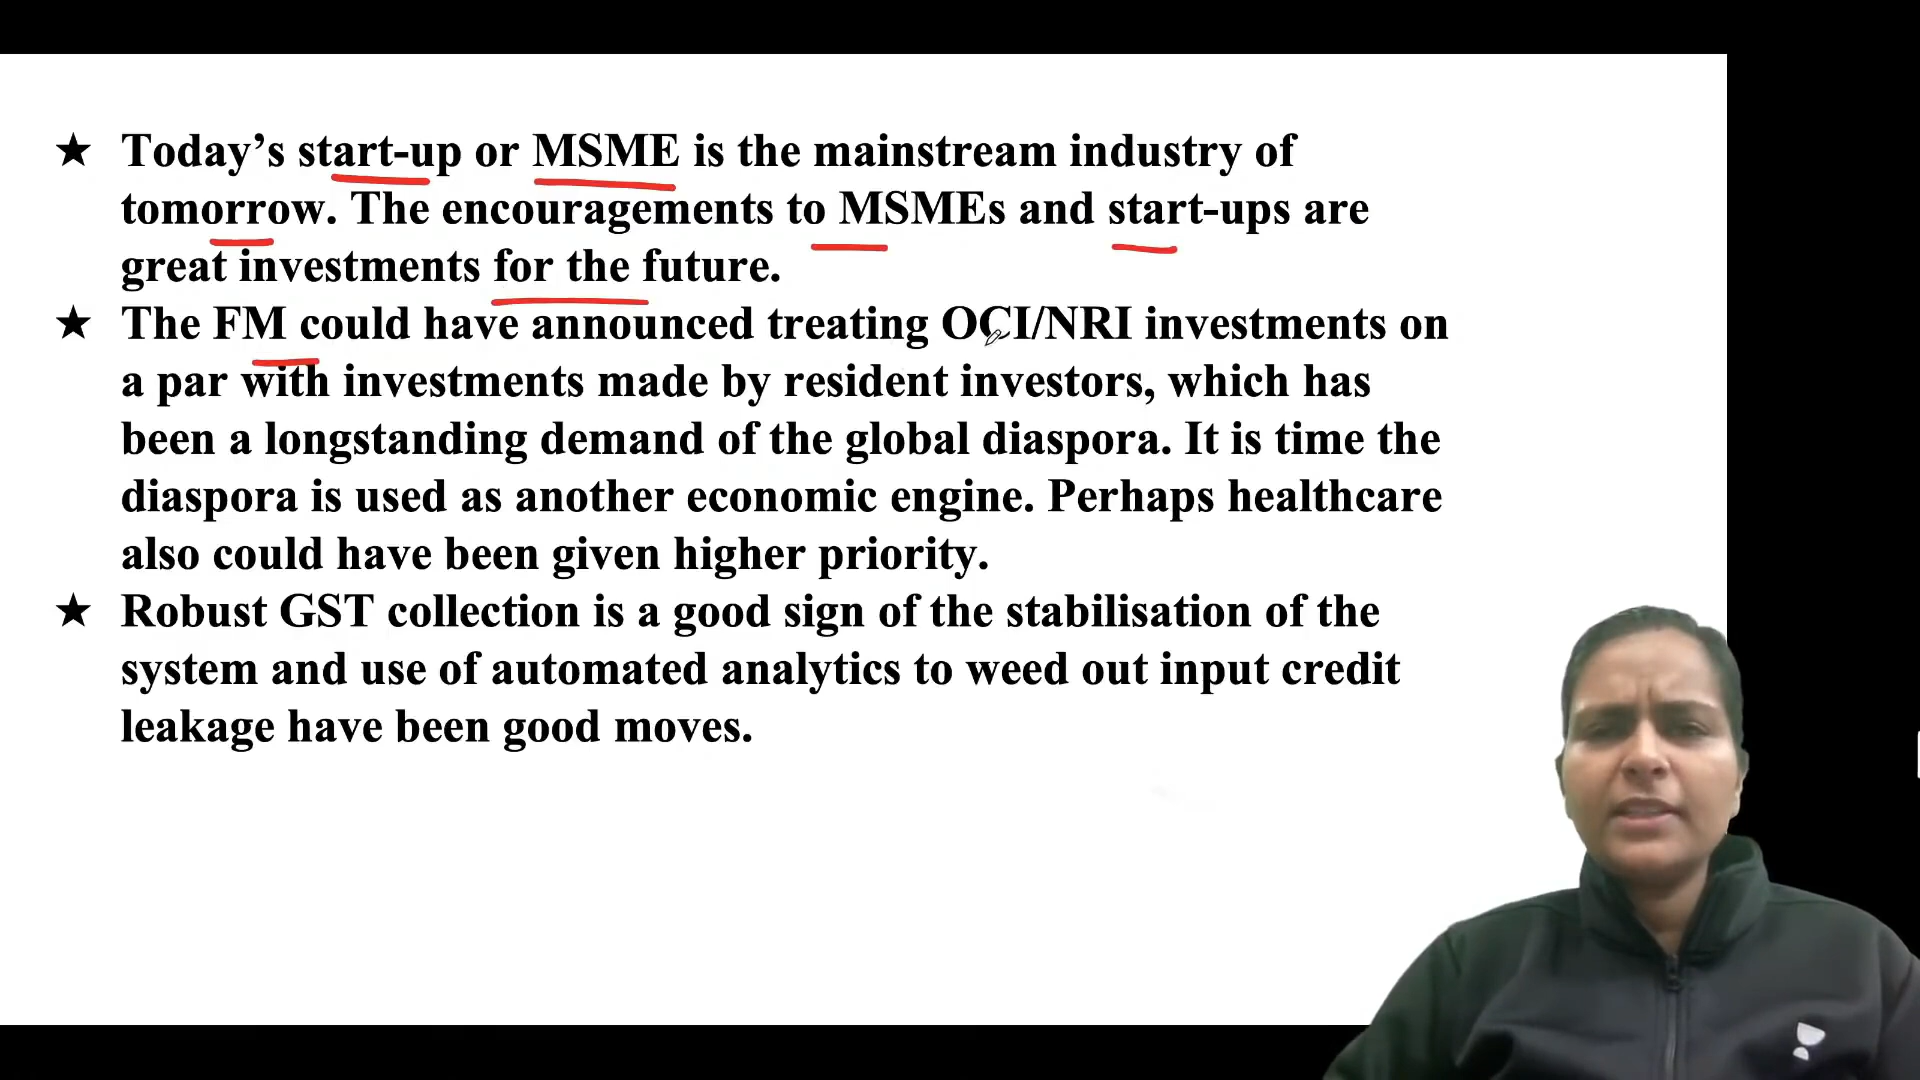 ★ Today’s start-up or MSME is the mainstream industry of
tomorrow. The encouragements to MSMEs and start-ups are
great investments for the future.
★ The FM could have announced treating OCI/NRI investments on
a par with investments made by resident investors, which has
been a longstanding demand of the global diaspora. It is time the
diaspora is used as another economic engine. Perhaps healthcare
also could have been given higher priority.
★ Robust GST collection is a good sign of the stabilisation of the
system and use of automated analytics to weed out input credit
leakage have been good moves.